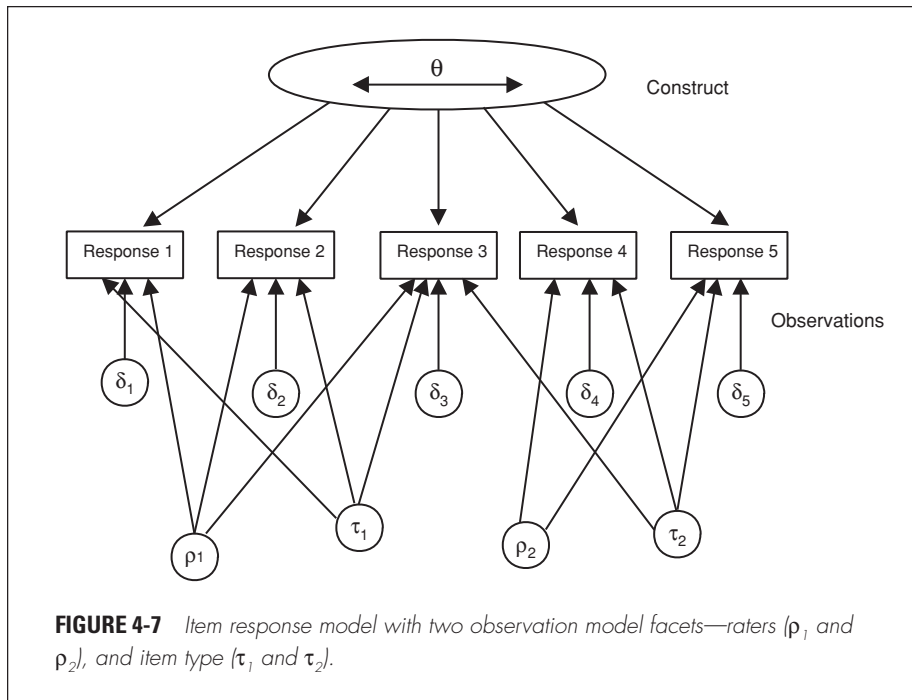 θ
Construct
Response 1 Response 2 Response 3 Response 4 Response 5
Observations
δ1 δ2 δ3 δ4 δ5
ρ1 τ1 ρ2 τ2
FIGURE 4-7 Item response model with two observation model facets—raters (ρ1 and
ρ2), and item type (τ1 and τ2).